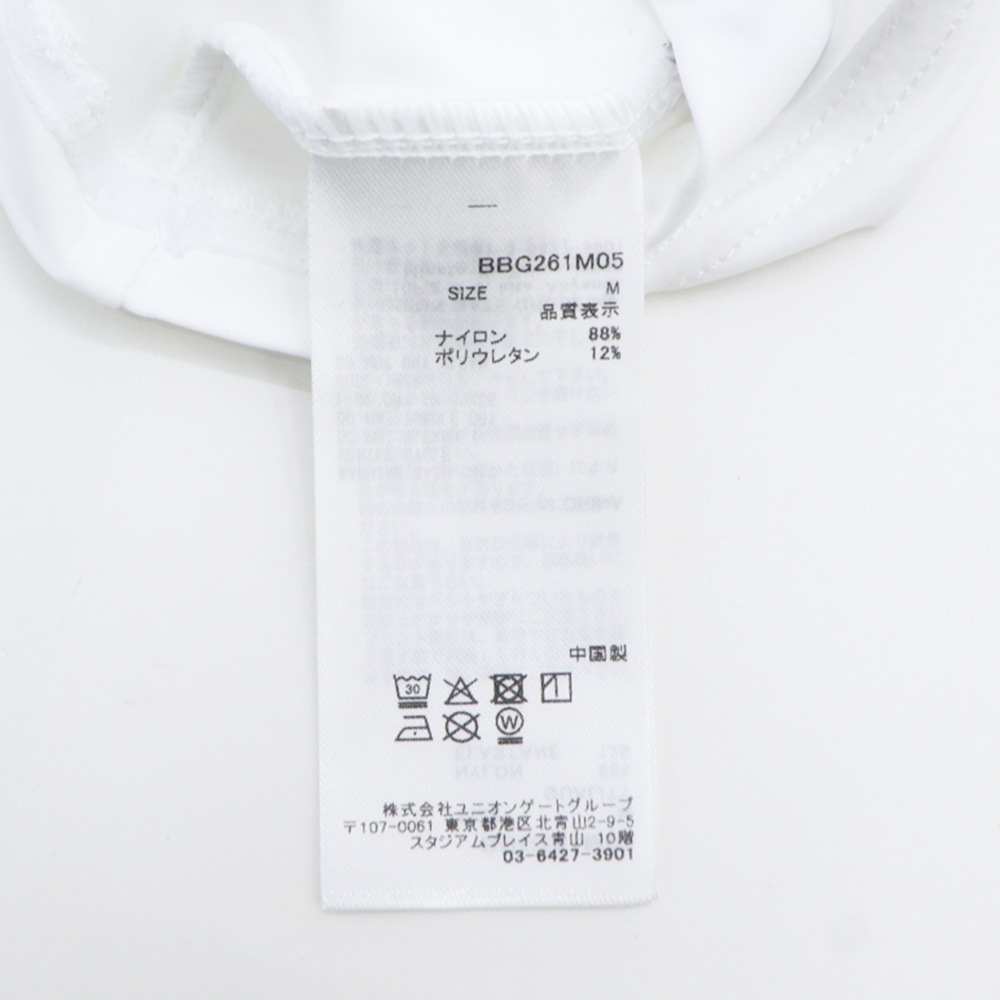 BBG261M05
SIZE M
品質表示
ナイロン 88%
ポリウレタン 12%
中国製
30
W
株式会社ユニオンゲートグループ
〒107-0061 東京都港区北青山2-9-5
スタジアムプレイス青山 10階
03-6427-3901